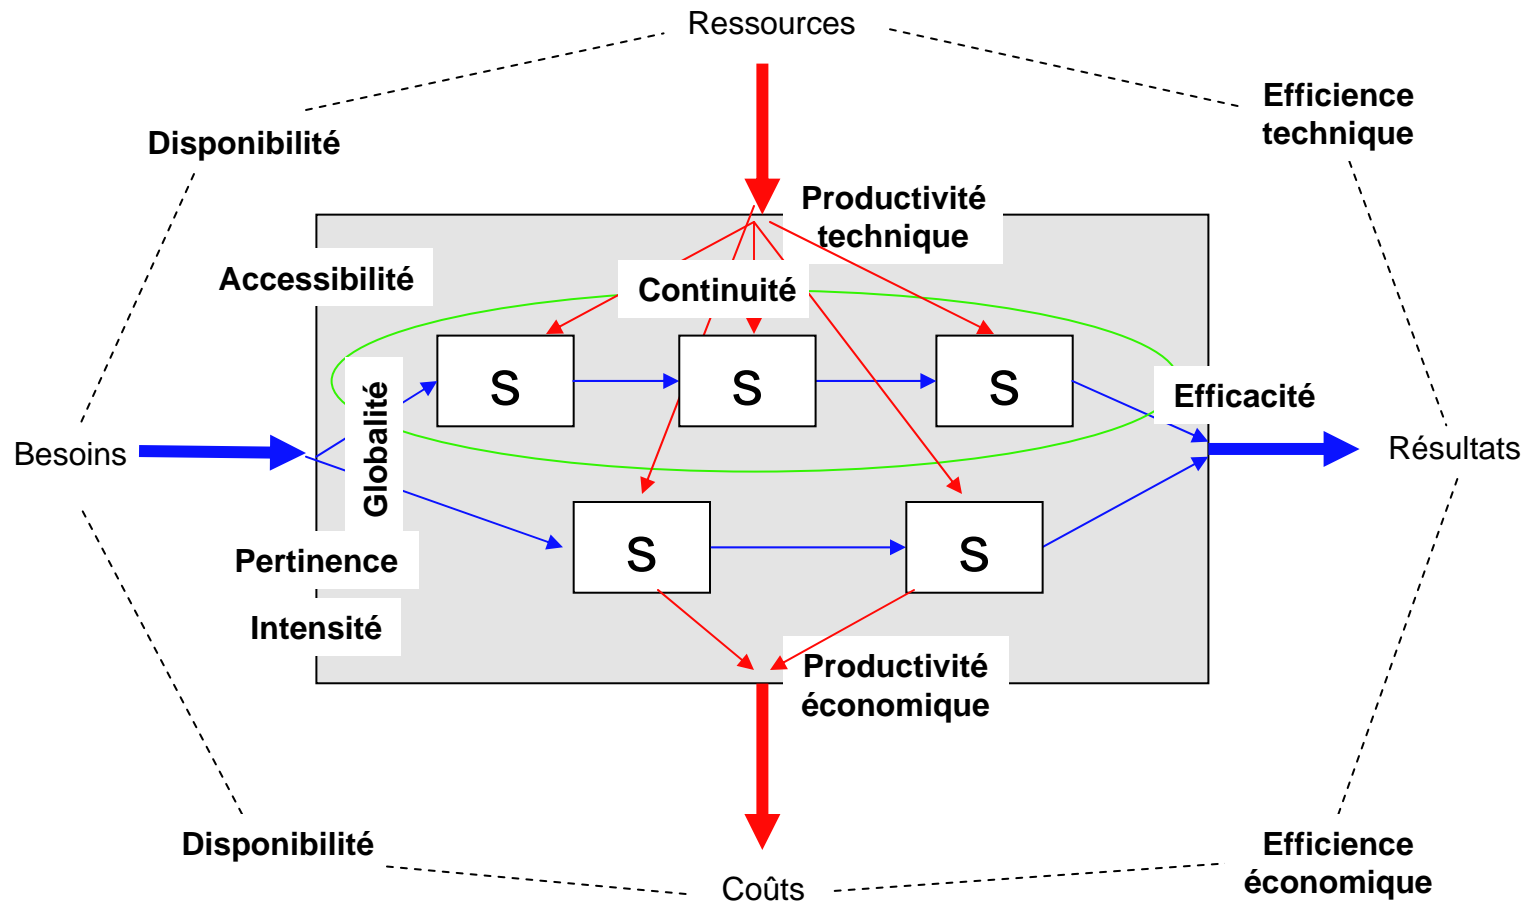 Ressources
Efficience
technique
Disponibilité
Productivité
technique
Accessibilité
Continuité
S
S
S
Globalité
Efficacité
Besoins
Résultats
S
S
Pertinence
Intensité
Productivité
économique
Disponibilité
Efficience
économique
Coûts